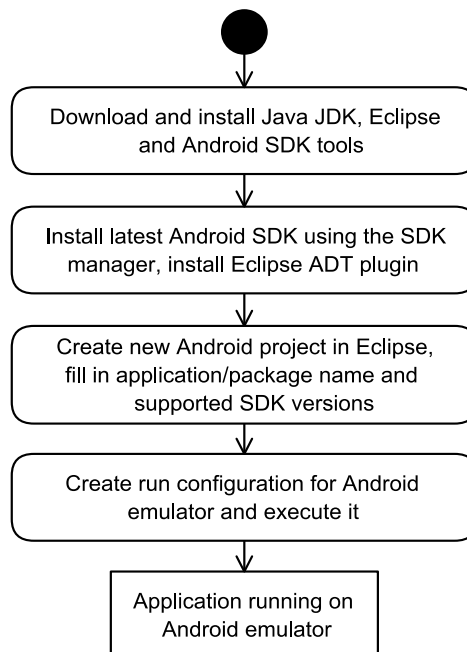 Download and install Java JDK, Eclipse
and Android SDK tools
Install latest Android SDK using the SDK
manager, install Eclipse ADT plugin
Create new Android project in Eclipse,
fill in application/package name and
supported SDK versions
Create run configuration for Android
emulator and execute it
Application running on
Android emulator